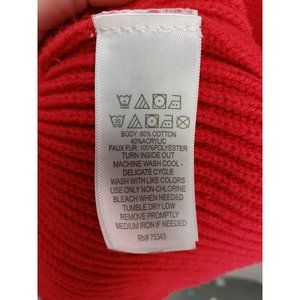 30
BODY: 60% COTTON
40%ACRYLIC
FAUX FUR: 100%POLYESTER
TURN INSIDE OUT
MACHINE WASH COOL -
DELICATE CYCLE
WASH WITH LIKE COLORS
USE ONLY NON-CHLORINE
BLEACH WHEN NEEDED
TUMBLE DRY LOW
REMOVE PROMPTLY
MEDIUM IRON IF NEEDED
RN# 75343